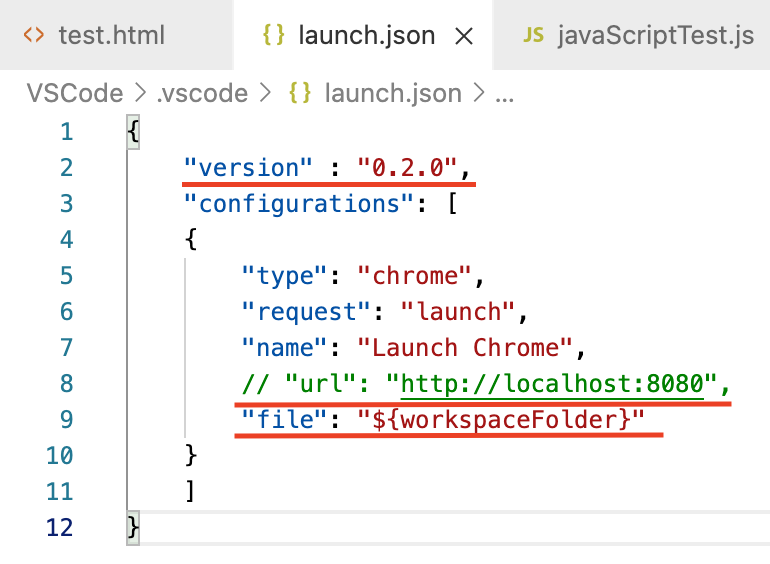 <> test.html {} launch.json × JS javaScriptTest.js
VSCode > .vscode > {} launch.json > ...
1 {
2 "version" : "0.2.0",
3 "configurations": [
4 {
5 "type": "chrome",
6 "request": "launch",
7 "name": "Launch Chrome",
8 // "url": "http://localhost:8080",
9 "file": "${workspaceFolder}"
10 }
11 ]
12 }